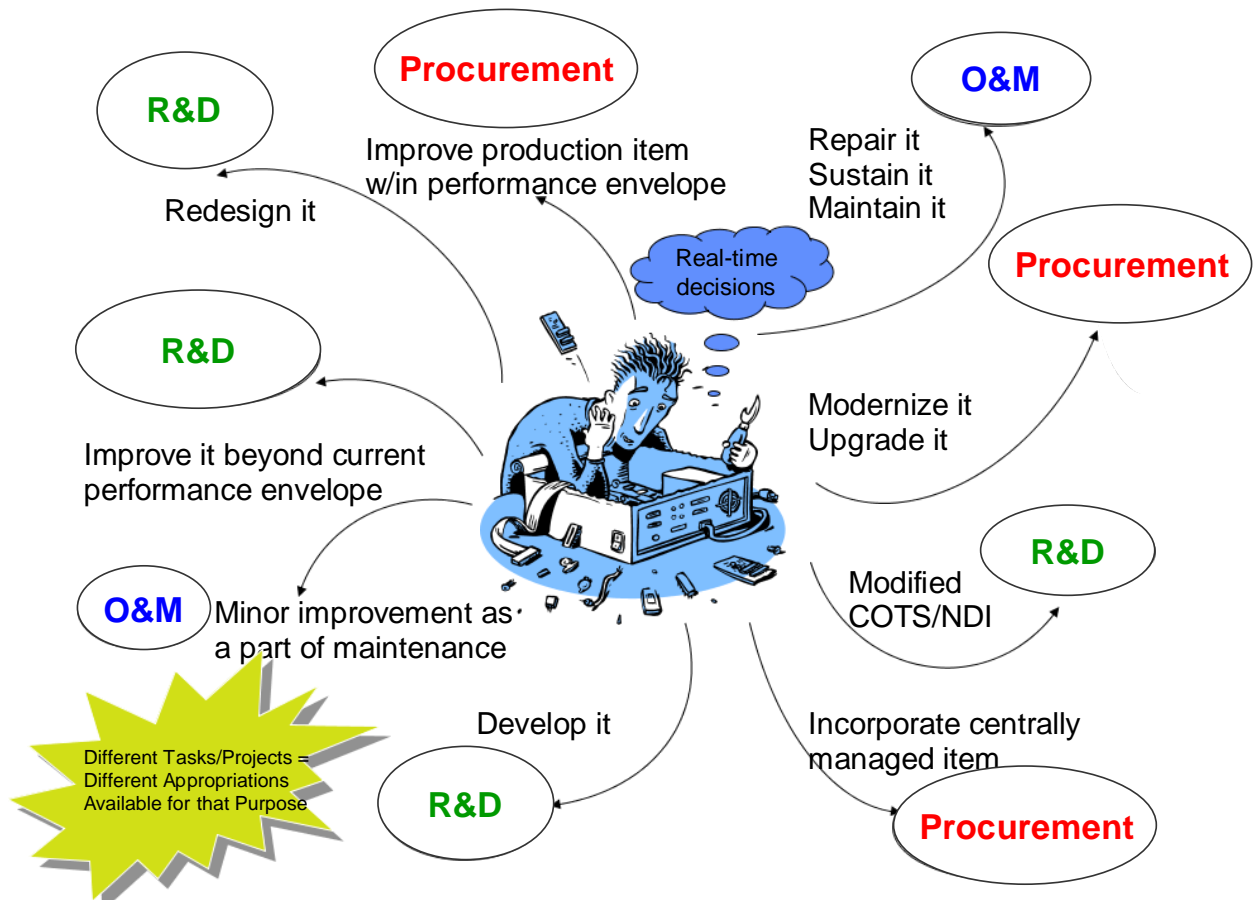 Procurement
R&D
Improve production item
w/in performance envelope
Redesign it
O&M
Repair it
Sustain it
Maintain it
Real-time
decisions
Procurement
Modernize it
Upgrade it
R&D
Improve it beyond current
performance envelope
R&D
Modified
COTS/NDI
O&M
Minor improvement as
a part of maintenance
Different Tasks/Projects =
Different Appropriations
Available for that Purpose
Develop it
R&D
Incorporate centrally
managed item
Procurement